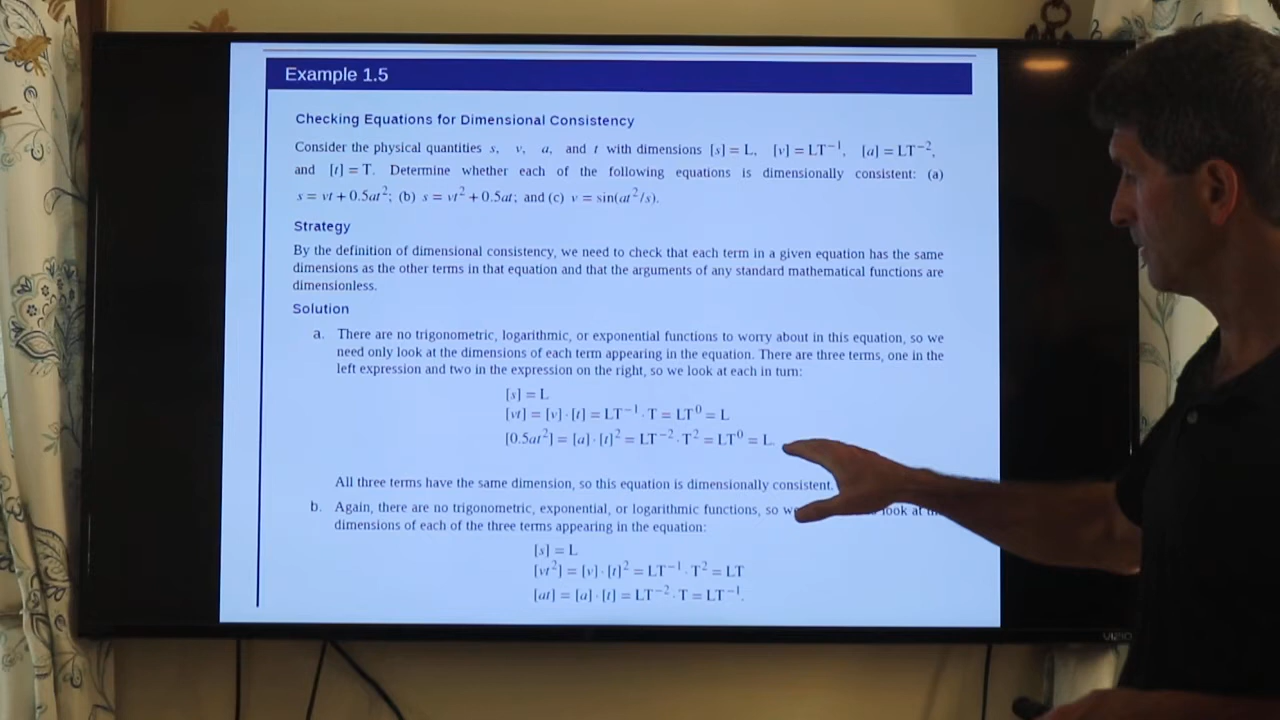 Example 1.5
Checking Equations for Dimensional Consistency
Consider the physical quantities s, v, a, and t with dimensions [s] = L, [v] = LT⁻¹, [a] = LT⁻²,
and [t] = T. Determine whether each of the following equations is dimensionally consistent: (a)
s = vt + 0.5at²; (b) s = vt² + 0.5at; and (c) v = sin(at²/s).
Strategy
By the definition of dimensional consistency, we need to check that each term in a given equation has the same
dimensions as the other terms in that equation and that the arguments of any standard mathematical functions are
dimensionless.
Solution
a. There are no trigonometric, logarithmic, or exponential functions to worry about in this equation, so we
need only look at the dimensions of each term appearing in the equation. There are three terms, one in the
left expression and two in the expression on the right, so we look at each in turn:
[s] = L
[vt] = [v] · [t] = LT⁻¹ · T = LT⁰ = L
[0.5at²] = [a] · [t]² = LT⁻² · T² = LT⁰ = L.
All three terms have the same dimension, so this equation is dimensionally consistent.
b. Again, there are no trigonometric, exponential, or logarithmic functions, so look at
dimensions of each of the three terms appearing in the equation:
[s] = L
[vt²] = [v] · [t]² = LT⁻¹ · T² = LT
[at] = [a] · [t] = LT⁻² · T = LT⁻¹.
VIZIO